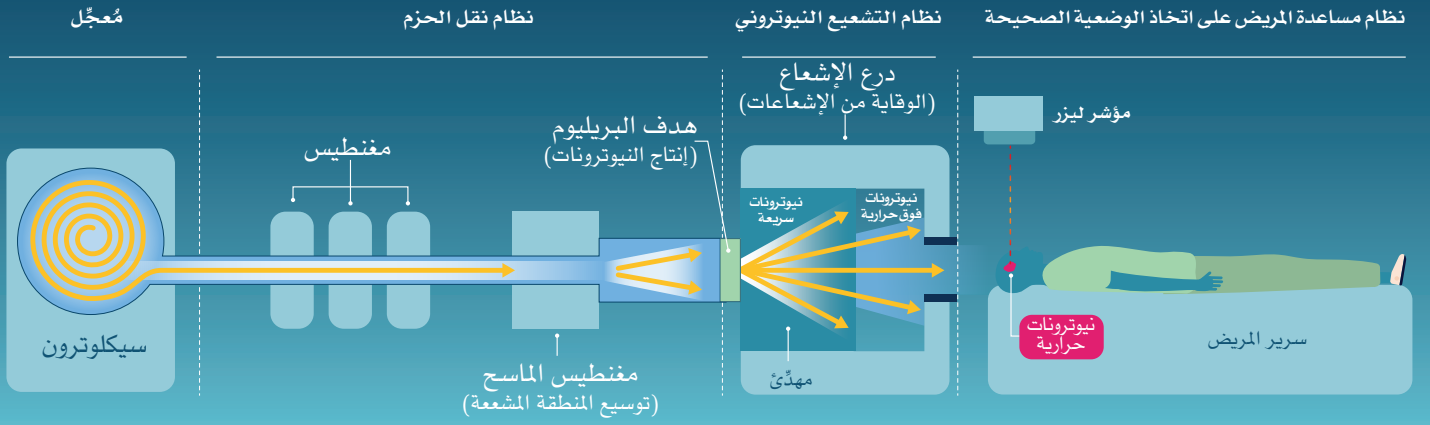 نظام مساعدة المريض على اتخاذ الوضعية الصحيحة
نظام التشعيع النيوتروني
نظام نقل الحزم
مُعجِّل
درع الإشعاع
(الوقاية من الإشعاعات)
مؤشر ليزر
هدف البريليوم
(إنتاج النيوترونات)
مغنطيس
نيوترونات
فوق حرارية
نيوترونات
سريعة
نيوترونات
حرارية
سرير المريض
سيكلوترون
مغنطيس الماسح
(توسيع المنطقة المشععة)
مهدِّئ